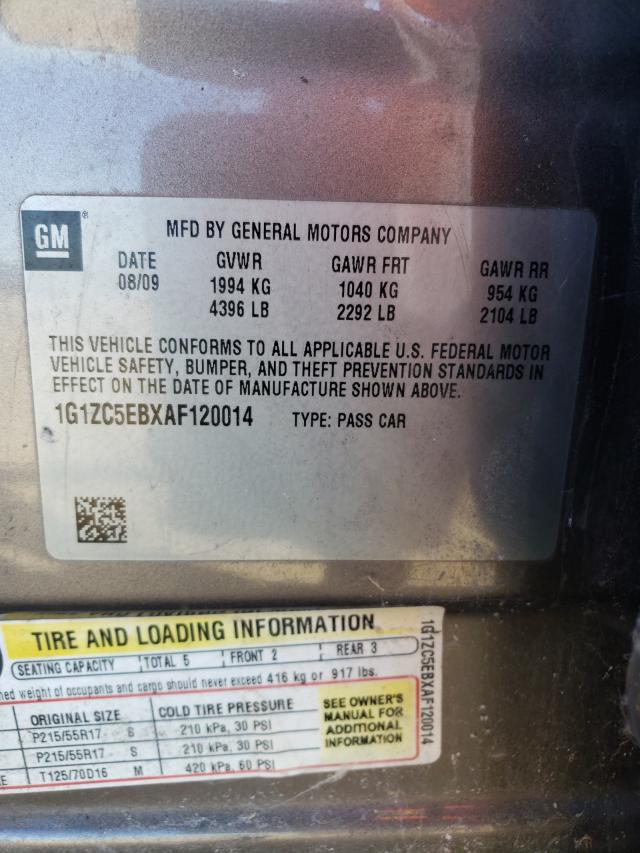 GM ®
MFD BY GENERAL MOTORS COMPANY
DATE GVWR GAWR FRT GAWR RR
08/09 1994 KG 1040 KG 954 KG
4396 LB 2292 LB 2104 LB
THIS VEHICLE CONFORMS TO ALL APPLICABLE U.S. FEDERAL MOTOR
VEHICLE SAFETY, BUMPER, AND THEFT PREVENTION STANDARDS IN
EFFECT ON THE DATE OF MANUFACTURE SHOWN ABOVE.
1G1ZC5EBXAF120014 TYPE: PASS CAR
TIRE AND LOADING INFORMATION
SEATING CAPACITY TOTAL 5 FRONT 2 REAR 3
weight of occupants and cargo should never exceed 416 kg or 917 lbs.
ORIGINAL SIZE COLD TIRE PRESSURE
P215/55R17 S 210 kPa, 30 PSI
P215/55R17 S 210 kPa, 30 PSI
T125/70D16 M 420 kPa, 60 PSI
SEE OWNER'S
MANUAL FOR
ADDITIONAL
INFORMATION
1G1ZC5EBXAF120014